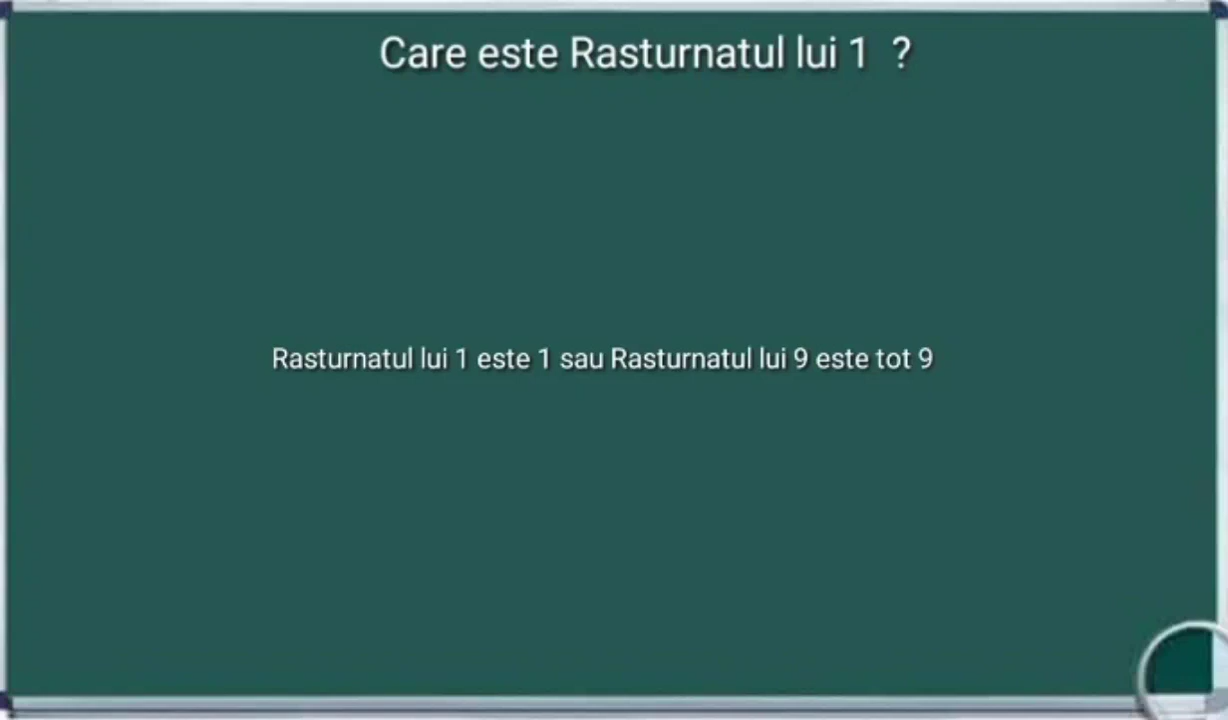 Care este Rasturnatul lui 1 ?
Rasturnatul lui 1 este 1 sau Rasturnatul lui 9 este tot 9